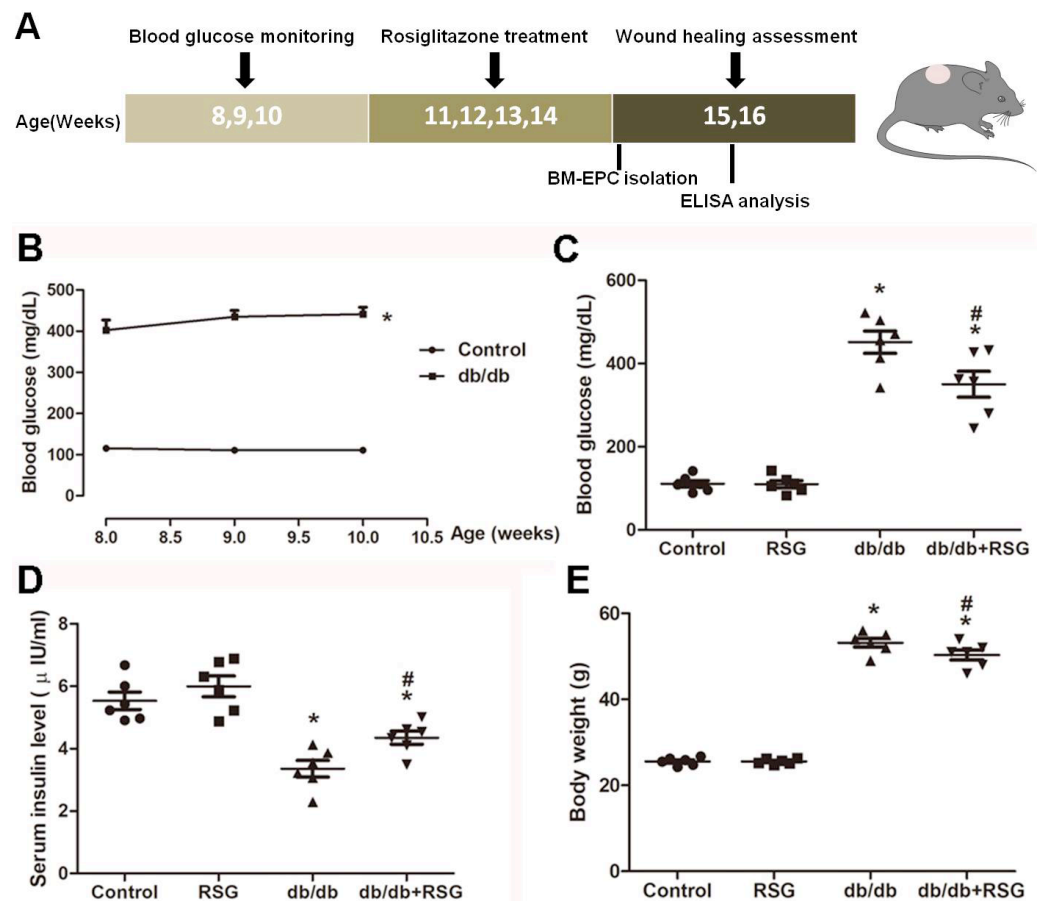 A
Blood glucose monitoring
Rosiglitazone treatment
Wound healing assessment
Age(Weeks)
8,9,10
11,12,13,14
15,16
BM-EPC isolation
ELISA analysis
B
Blood glucose (mg/dL)
500
400
300
200
100
0
*
Control
db/db
8.0
8.5
9.0
9.5
10.0
10.5
Age (weeks)
C
Blood glucose (mg/dL)
600
400
200
0
*
#
*
Control
RSG
db/db
db/db+RSG
D
Serum insulin level ( μ IU/ml)
8
6
4
2
0
*
#
*
Control
RSG
db/db
db/db+RSG
E
Body weight (g)
60
40
20
0
*
#
*
Control
RSG
db/db
db/db+RSG